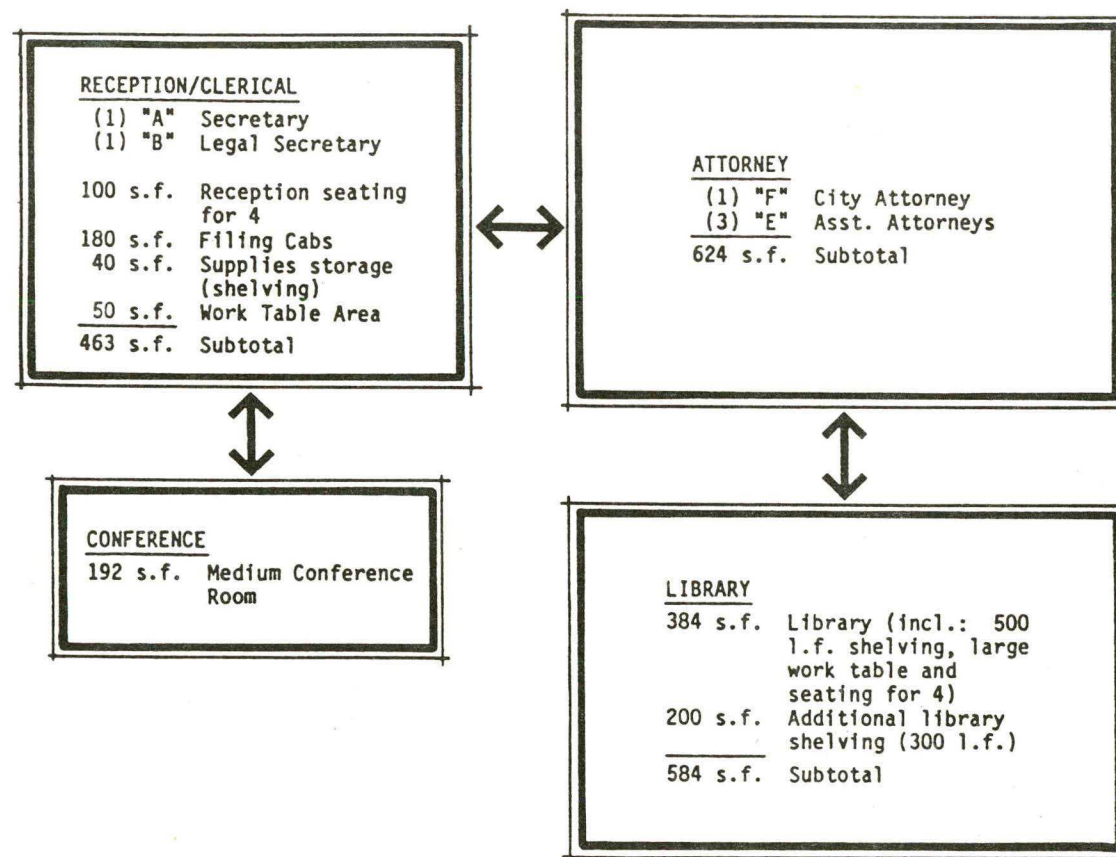 RECEPTION/CLERICAL
(1) "A" Secretary
(1) "B" Legal Secretary
100 s.f. Reception seating
for 4
180 s.f. Filing Cabs
40 s.f. Supplies storage
(shelving)
50 s.f. Work Table Area
463 s.f. Subtotal
ATTORNEY
(1) "F" City Attorney
(3) "E" Asst. Attorneys
624 s.f. Subtotal
CONFERENCE
192 s.f. Medium Conference
Room
LIBRARY
384 s.f. Library (incl.: 500
l.f. shelving, large
work table and
seating for 4)
200 s.f. Additional library
shelving (300 l.f.)
584 s.f. Subtotal